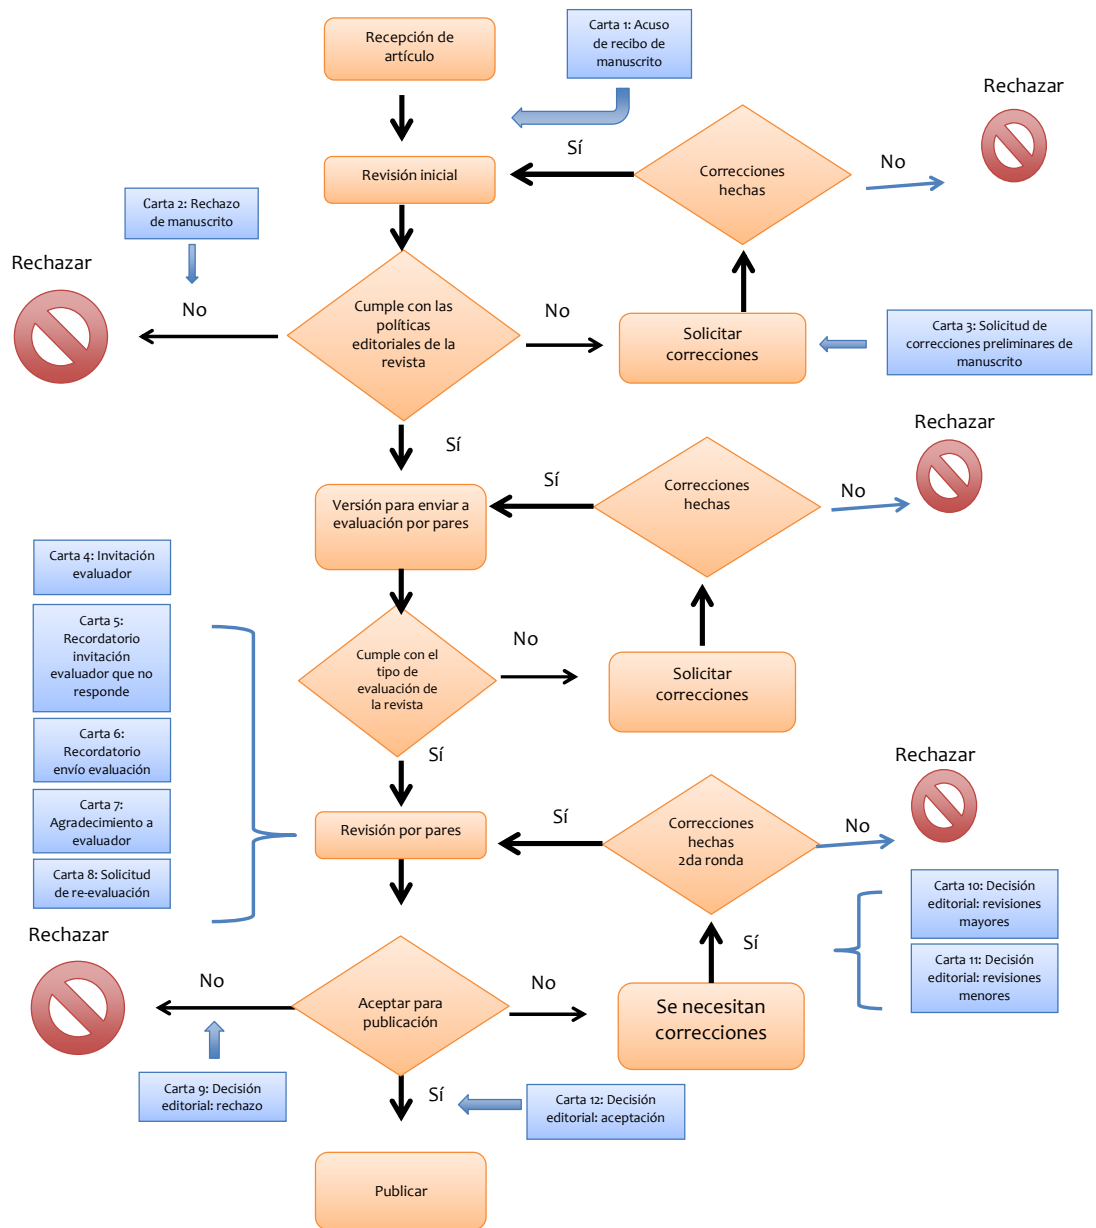 Recepción de
artículo
Carta 1: Acuso
de recibo de
manuscrito
Rechazar
Sí
Correcciones
hechas
No
Revisión inicial
Carta 2: Rechazo
de manuscrito
Rechazar
No
Cumple con las
políticas
editoriales de la
revista
No
Solicitar
correcciones
Carta 3: Solicitud de
correcciones preliminares de
manuscrito
Sí
Rechazar
Versión para enviar a
evaluación por pares
Sí
Correcciones
hechas
No
Carta 4: Invitación
evaluador
Carta 5:
Recordatorio
invitación
evaluador que no
responde
Cumple con el
tipo de
evaluación de
la revista
No
Solicitar
correcciones
Carta 6:
Recordatorio
envío evaluación
Sí
Rechazar
Carta 7:
Agradecimiento a
evaluador
Revisión por pares
Sí
Correcciones
hechas
2da ronda
No
Carta 8: Solicitud
de re-evaluación
Carta 10: Decisión
editorial: revisiones
mayores
Rechazar
Sí
Carta 11: Decisión
editorial: revisiones
menores
No
Aceptar para
publicación
No
Se necesitan
correcciones
Carta 9: Decisión
editorial: rechazo
Sí
Carta 12: Decisión
editorial: aceptación
Publicar